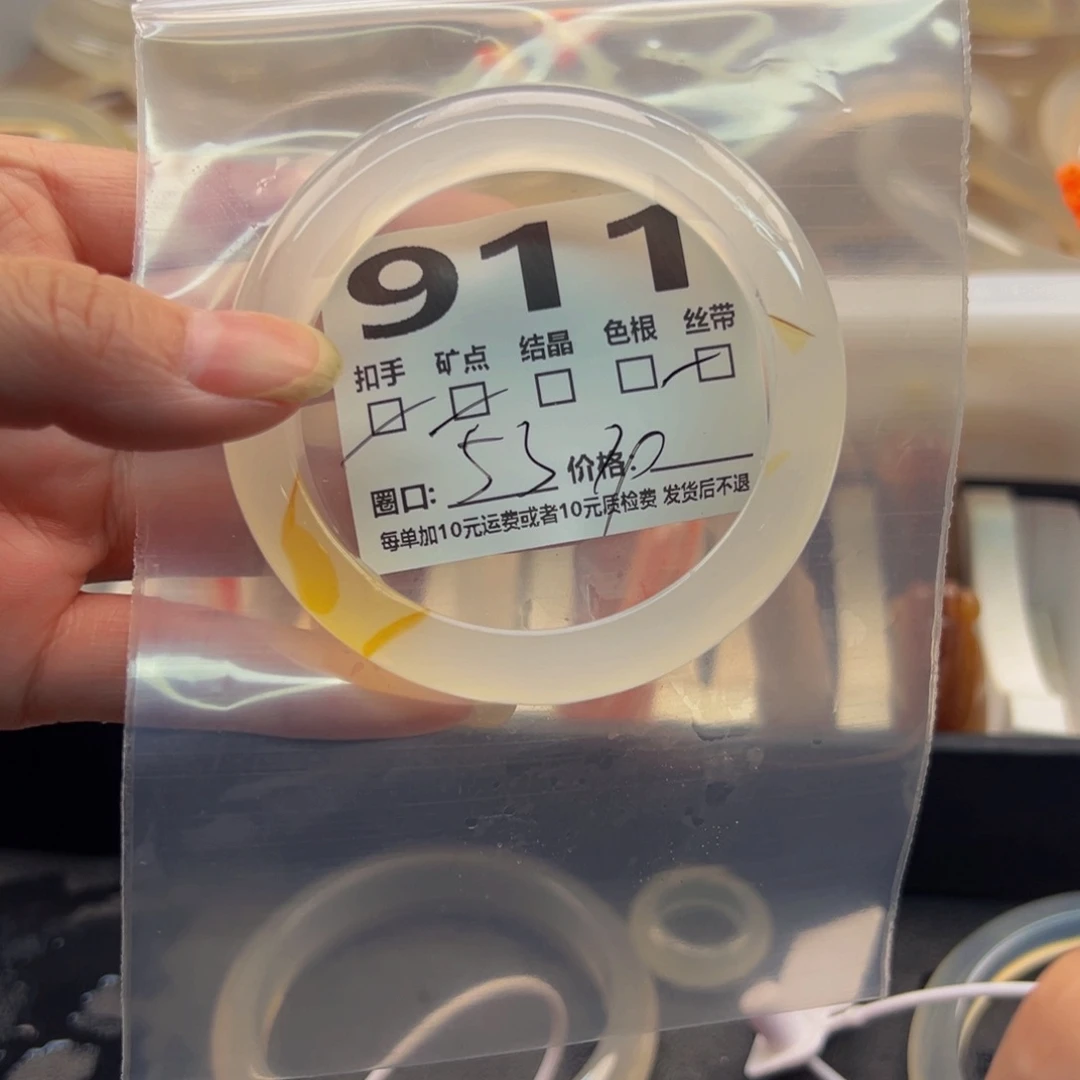 911
扣手 矿点 结晶 色根 丝带
圈口: 53 价格:
每单加10元运费或者10元质检费 发货后不退